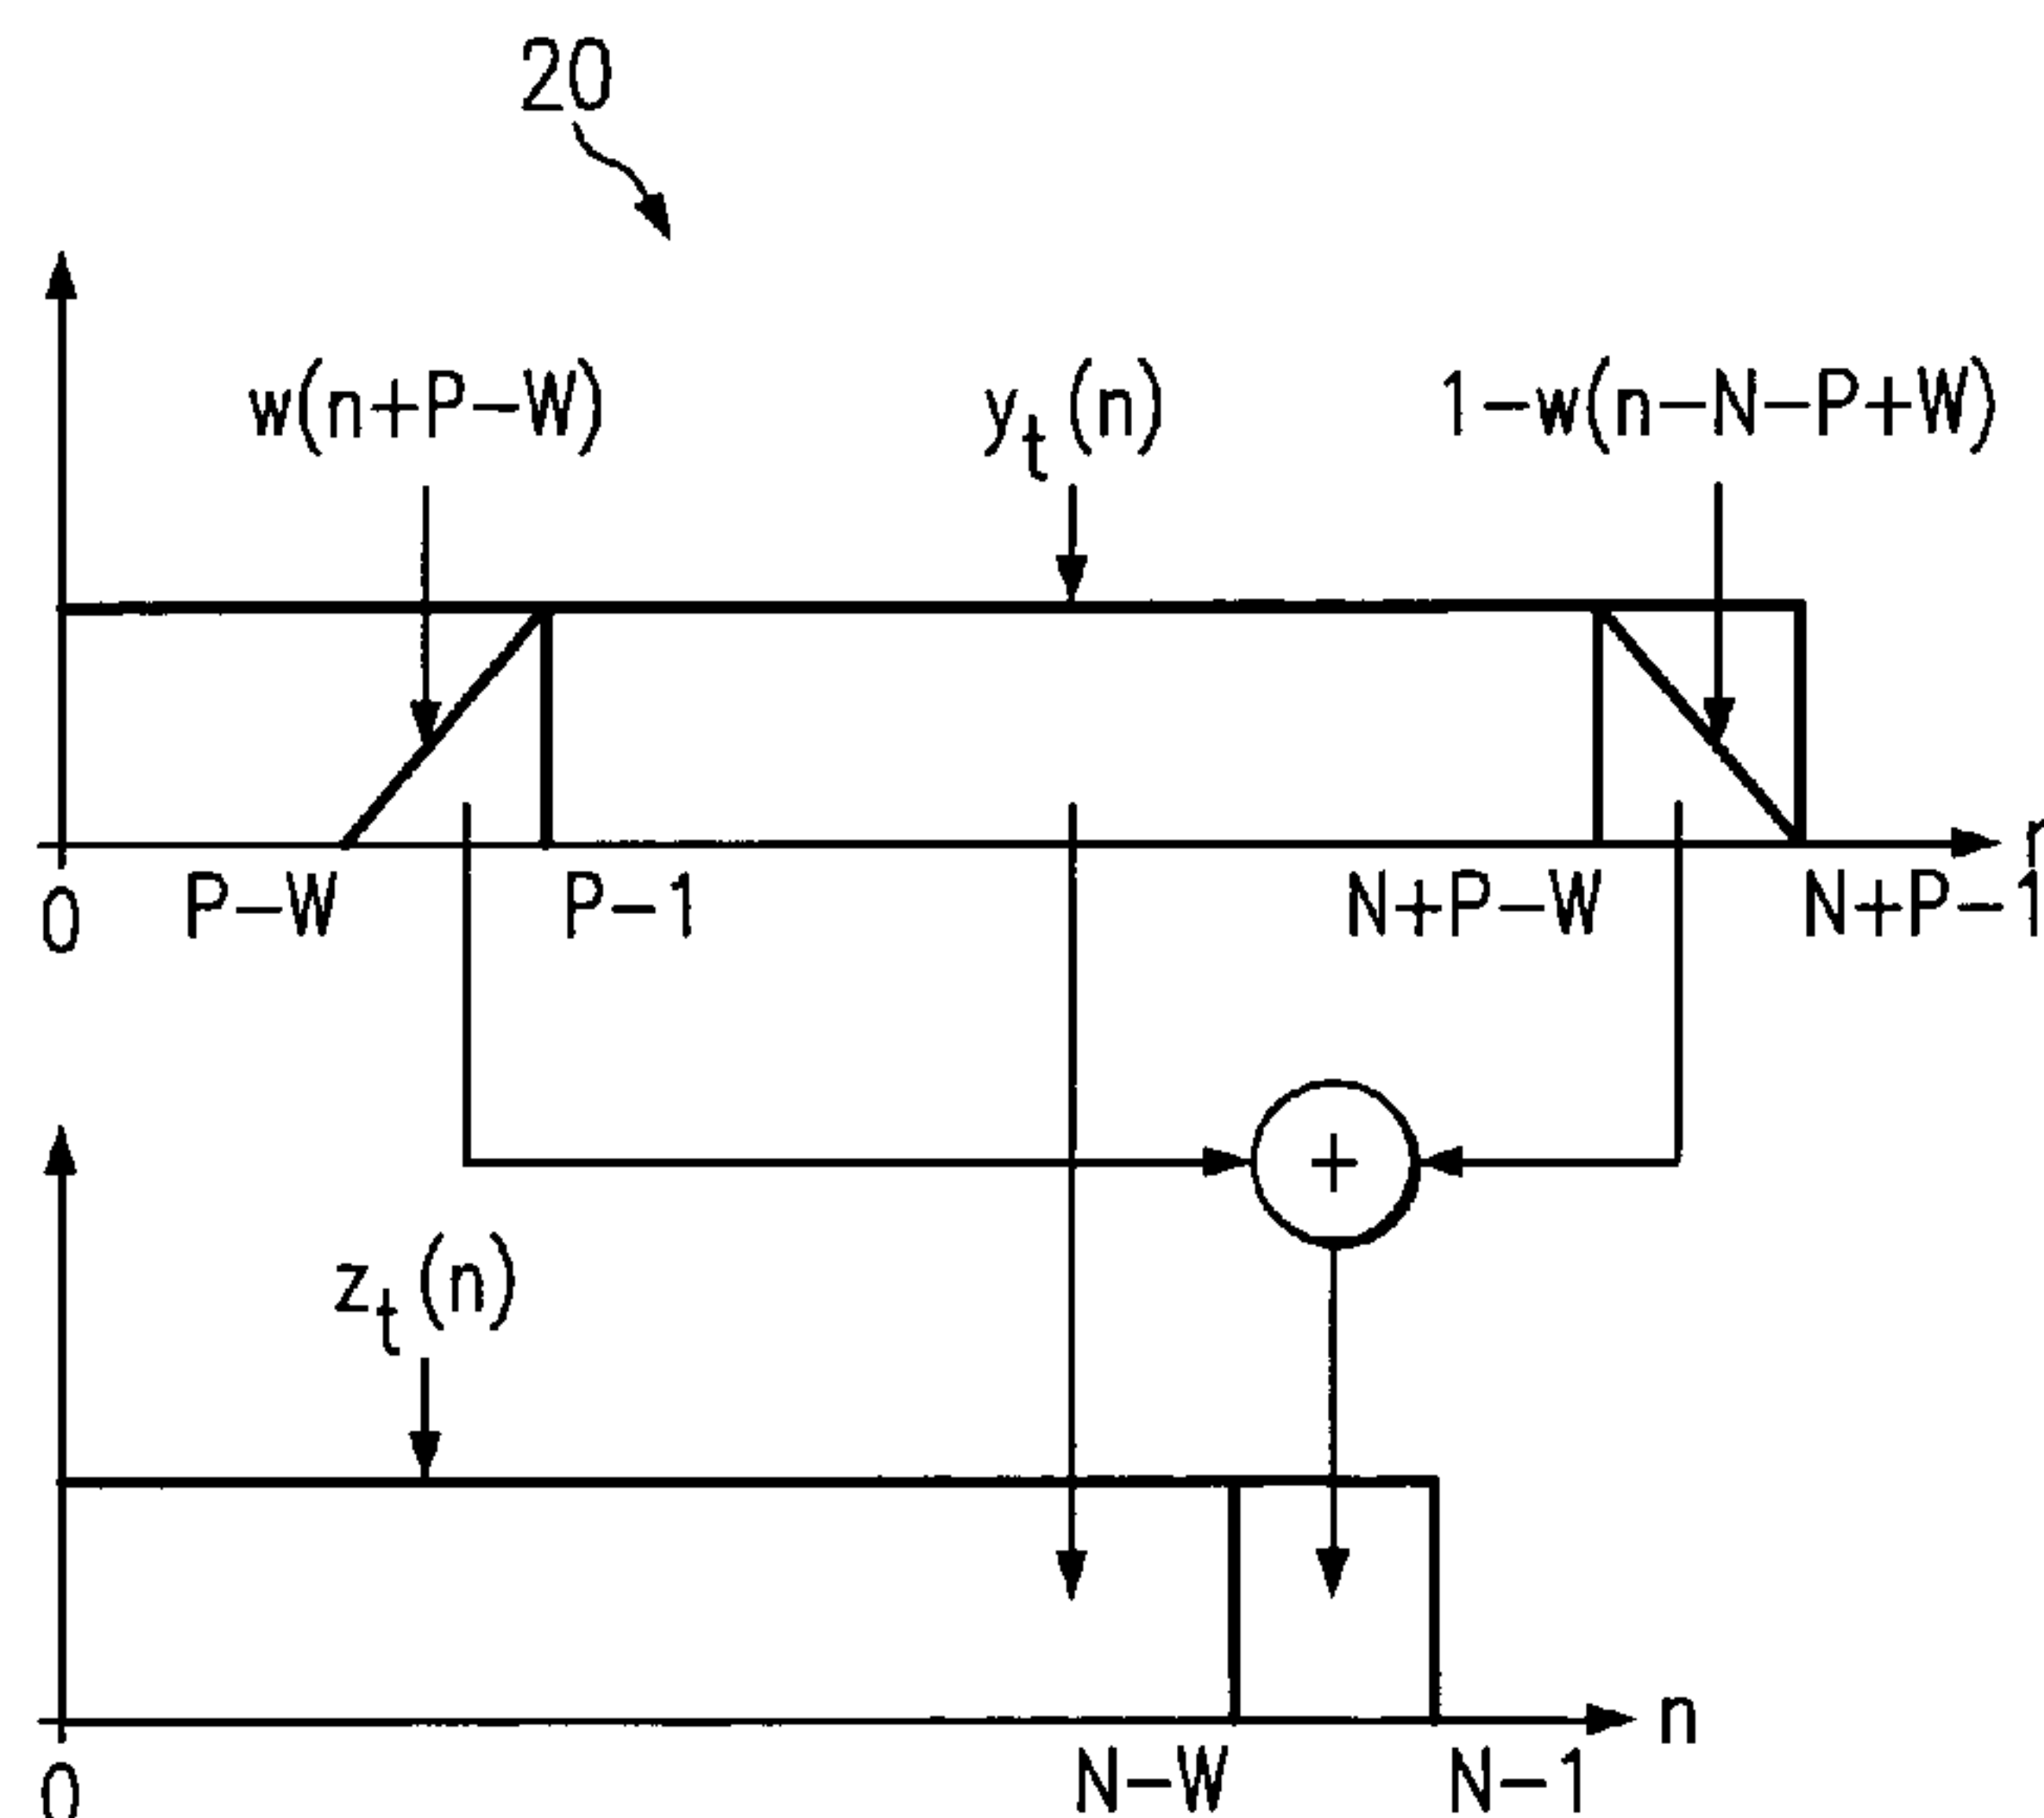 20
w(n+P−W)
y_t(n)
1−w(n−N−P+W)
0
P−W
P−1
N+P−W
N+P−1
+
z_t(n)
n
0
N−W
N−1